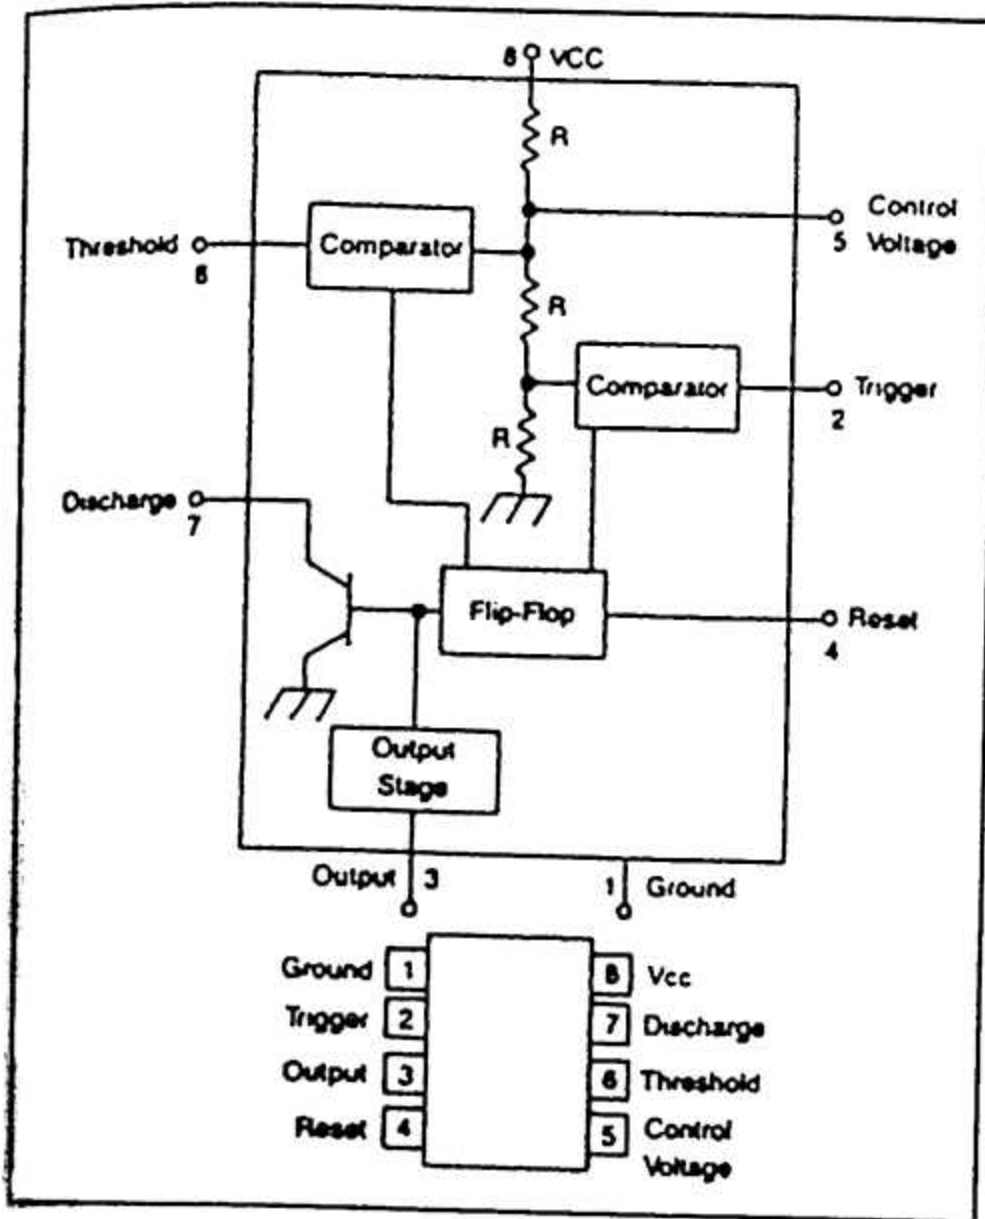 8 VCC
R
Control
Voltage
5
Threshold
6
Comparator
R
Comparator
Trigger
2
R
Discharge
7
Flip-Flop
Reset
4
Output
Stage
Output 3
1 Ground
Ground 1
8 Vcc
Trigger 2
7 Discharge
Output 3
6 Threshold
Reset 4
5 Control
Voltage